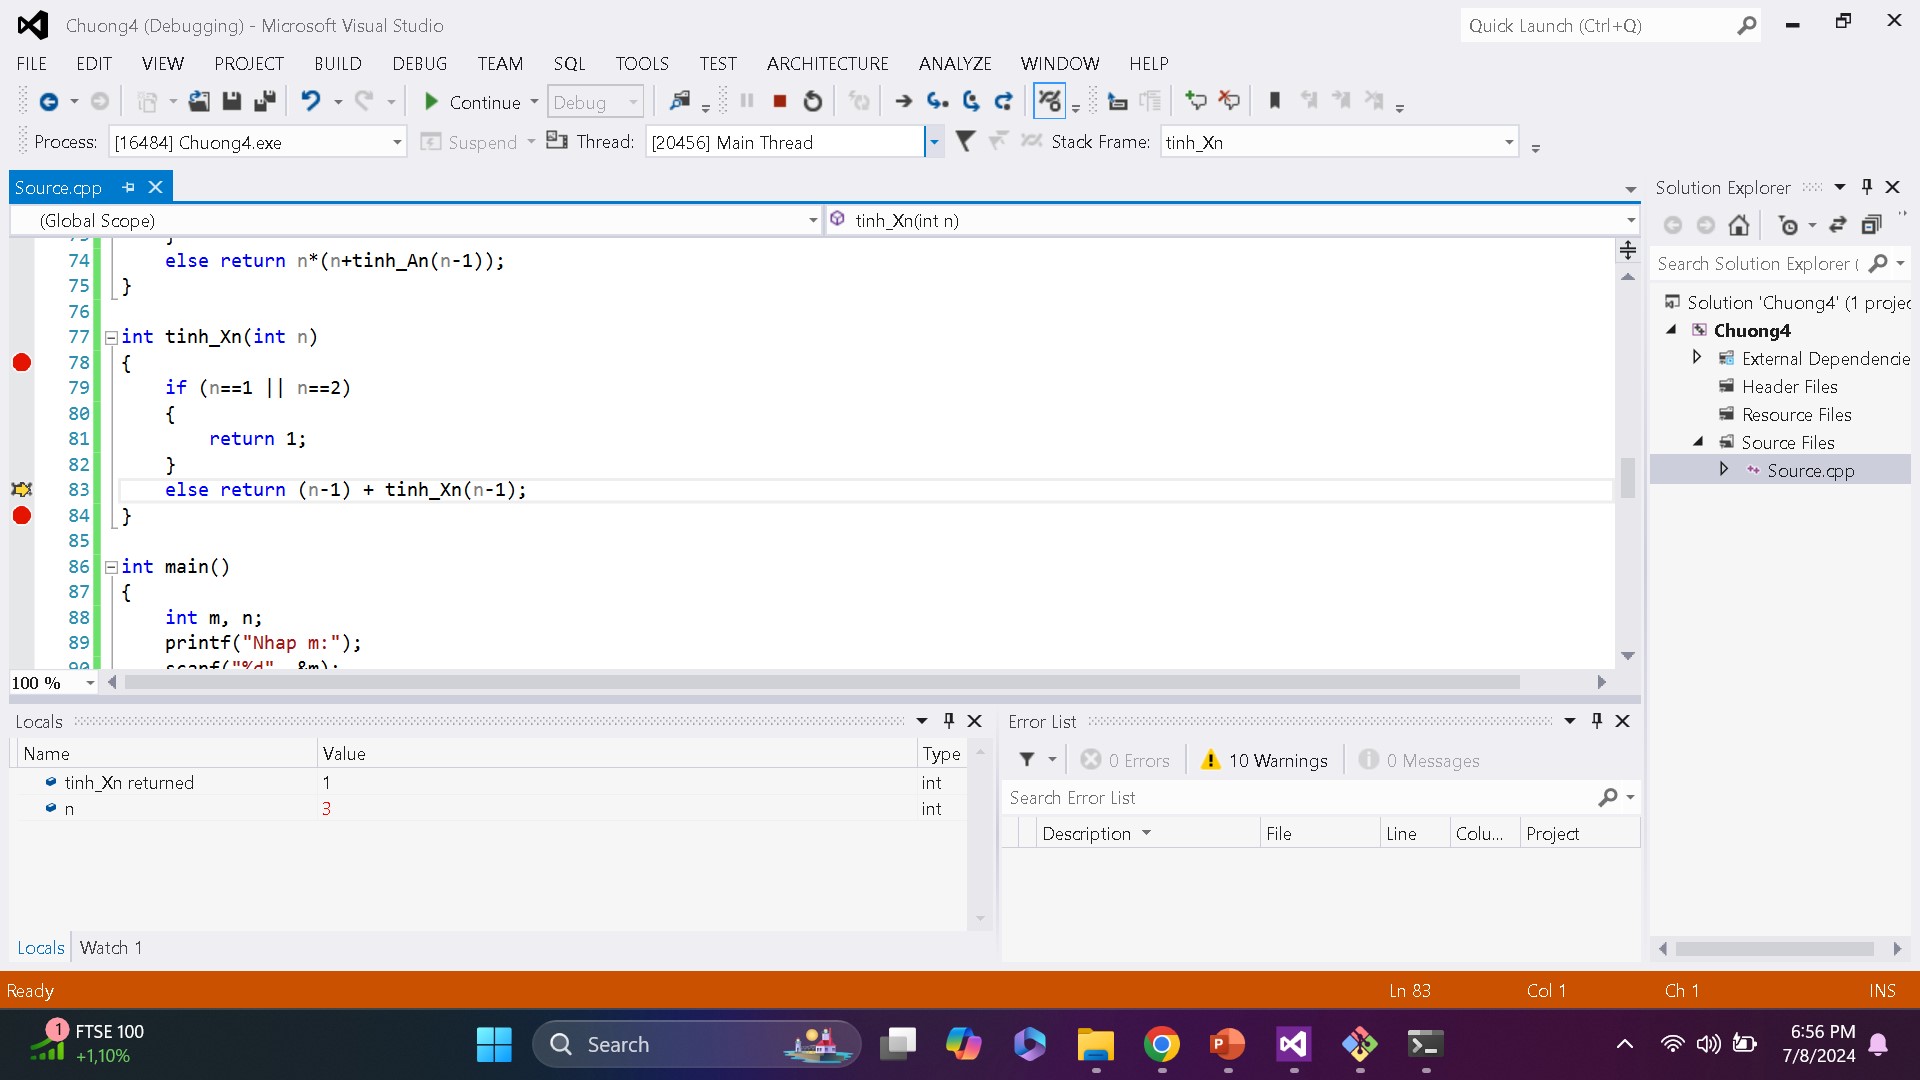 Chuong4 (Debugging) - Microsoft Visual Studio
Quick Launch (Ctrl+Q)
FILE EDIT VIEW PROJECT BUILD DEBUG TEAM SQL TOOLS TEST ARCHITECTURE ANALYZE WINDOW HELP
Continue Debug
Process: [16484] Chuong4.exe Suspend Thread: [20456] Main Thread Stack Frame: tinh_Xn
Source.cpp
(Global Scope) tinh_Xn(int n)
73 }
74 else return n*(n+tinh_An(n-1));
75 }
76
77 int tinh_Xn(int n)
78 {
79 if (n==1 || n==2)
80 {
81 return 1;
82 }
83 else return (n-1) + tinh_Xn(n-1);
84 }
85
86 int main()
87 {
88 int m, n;
89 printf("Nhap m:");
90 scanf("%d", &m);
100 %
Solution Explorer
Search Solution Explorer (
Solution 'Chuong4' (1 projec
Chuong4
External Dependencie
Header Files
Resource Files
Source Files
Source.cpp
Locals
Name Value Type
tinh_Xn returned 1 int
n 3 int
Locals Watch 1
Error List
0 Errors 10 Warnings 0 Messages
Search Error List
Description File Line Colu... Project
Ready Ln 83 Col 1 Ch 1 INS
1 FTSE 100
+1,10%
Search
6:56 PM
7/8/2024